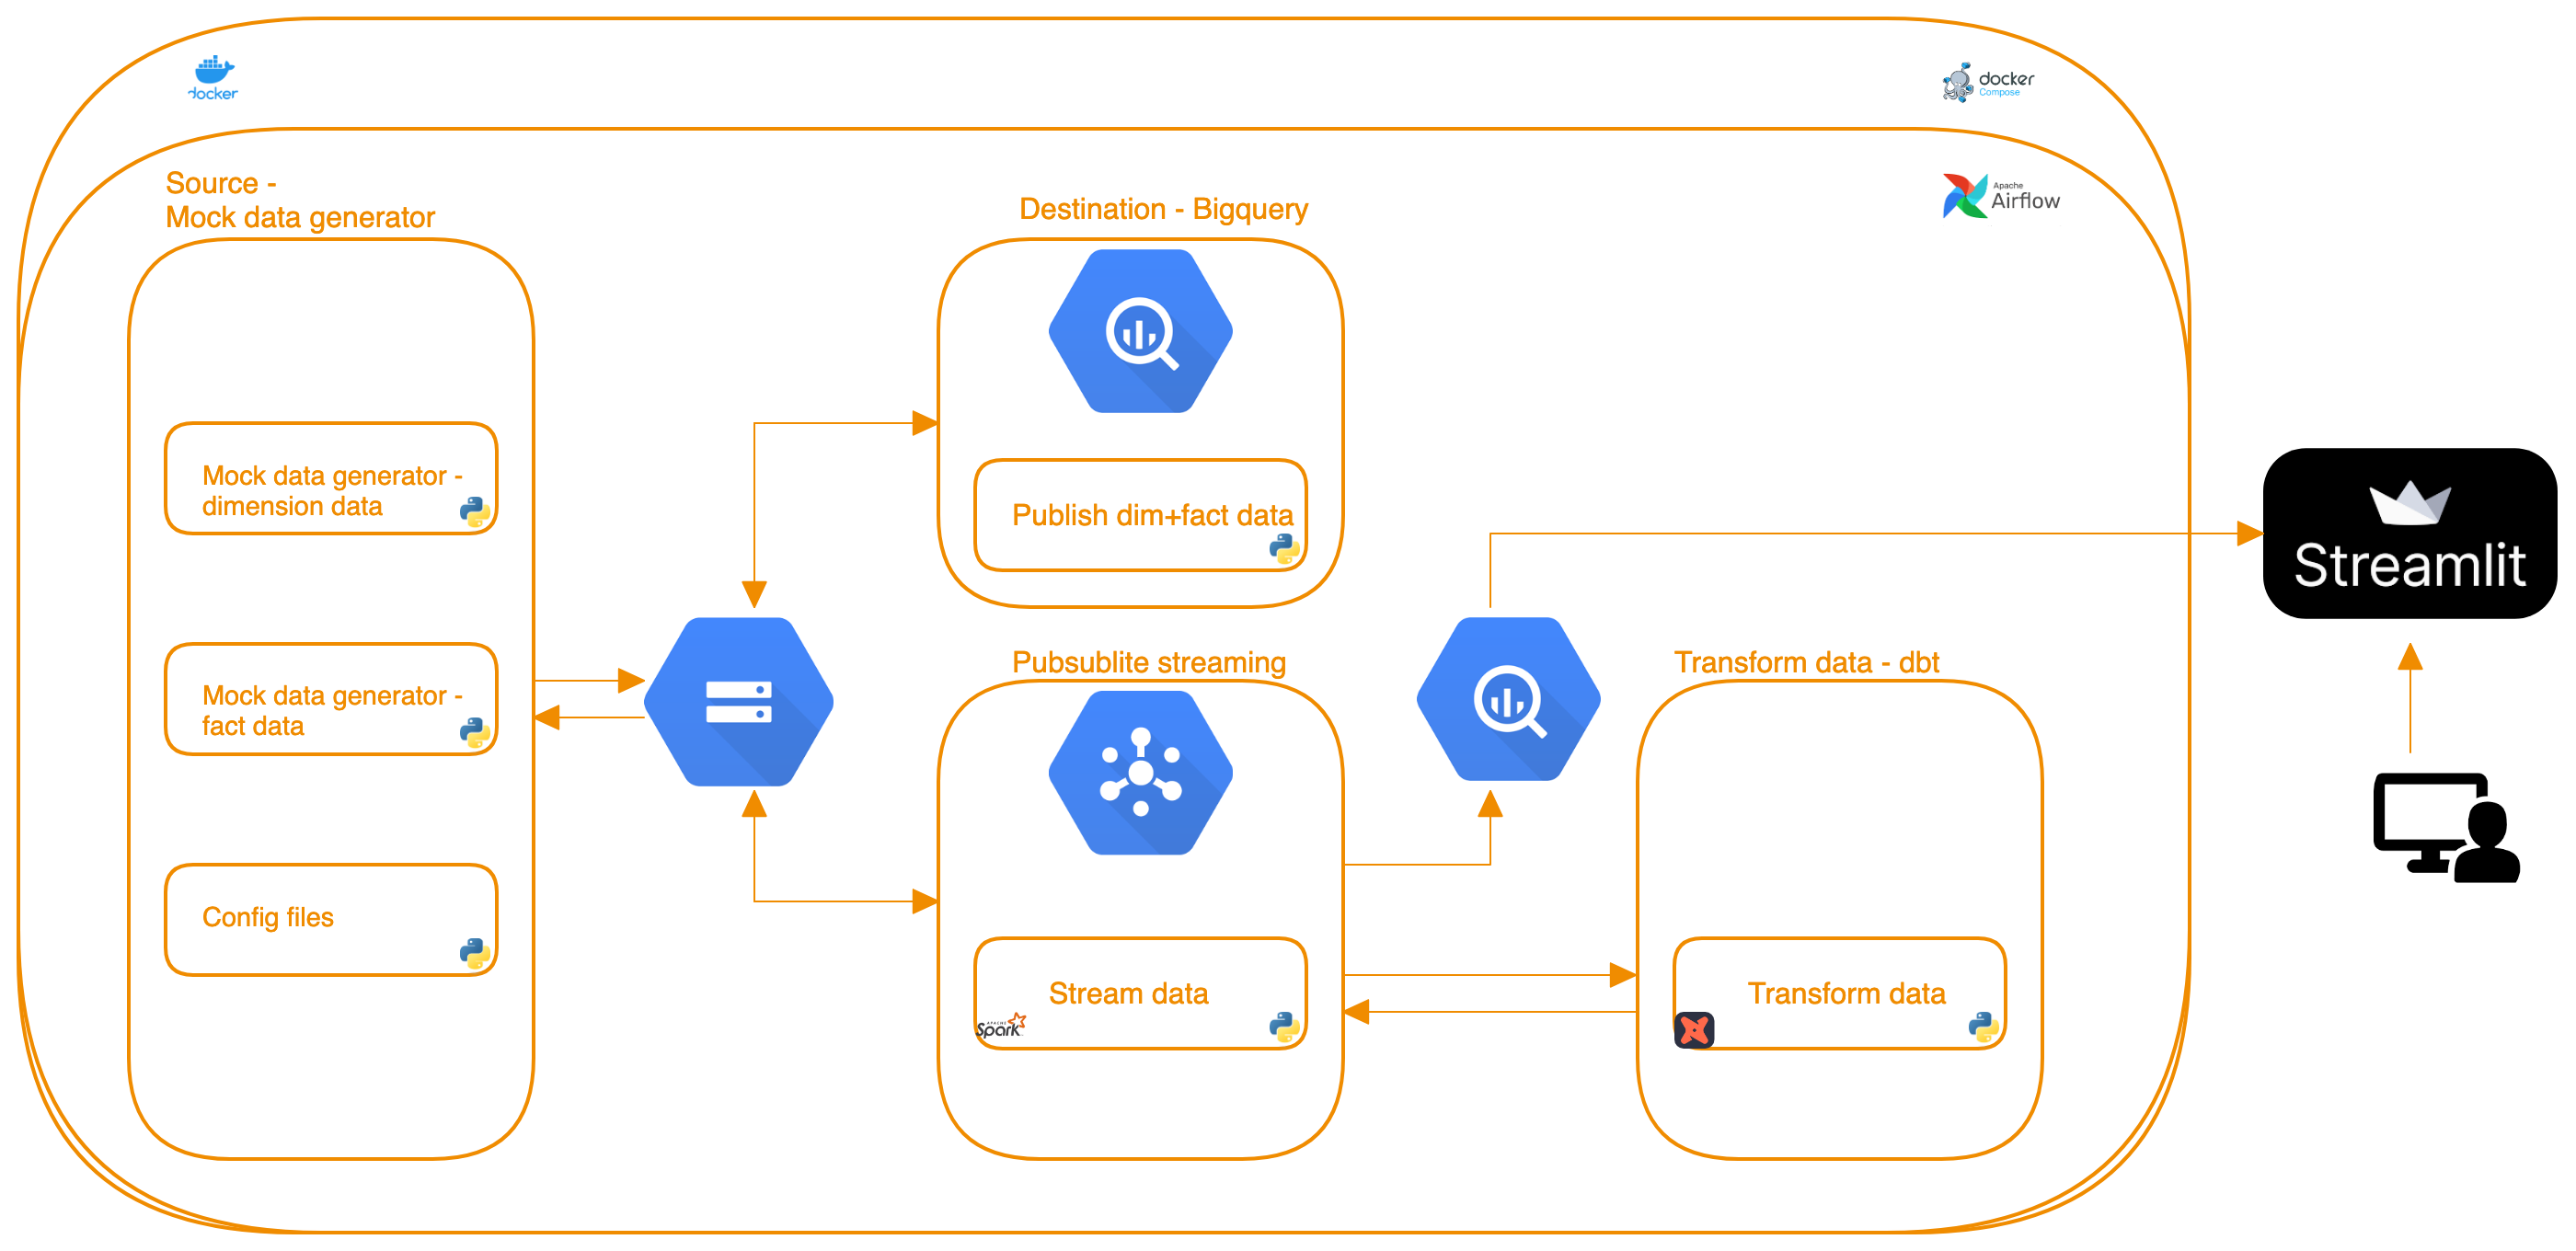 docker
docker
Compose
Apache
Airflow
Source -
Mock data generator
Destination - Bigquery
Mock data generator -
dimension data
Publish dim+fact data
Streamlit
Mock data generator -
fact data
Pubsublite streaming
Transform data - dbt
Config files
Stream data
APACHE
Spark
Transform data